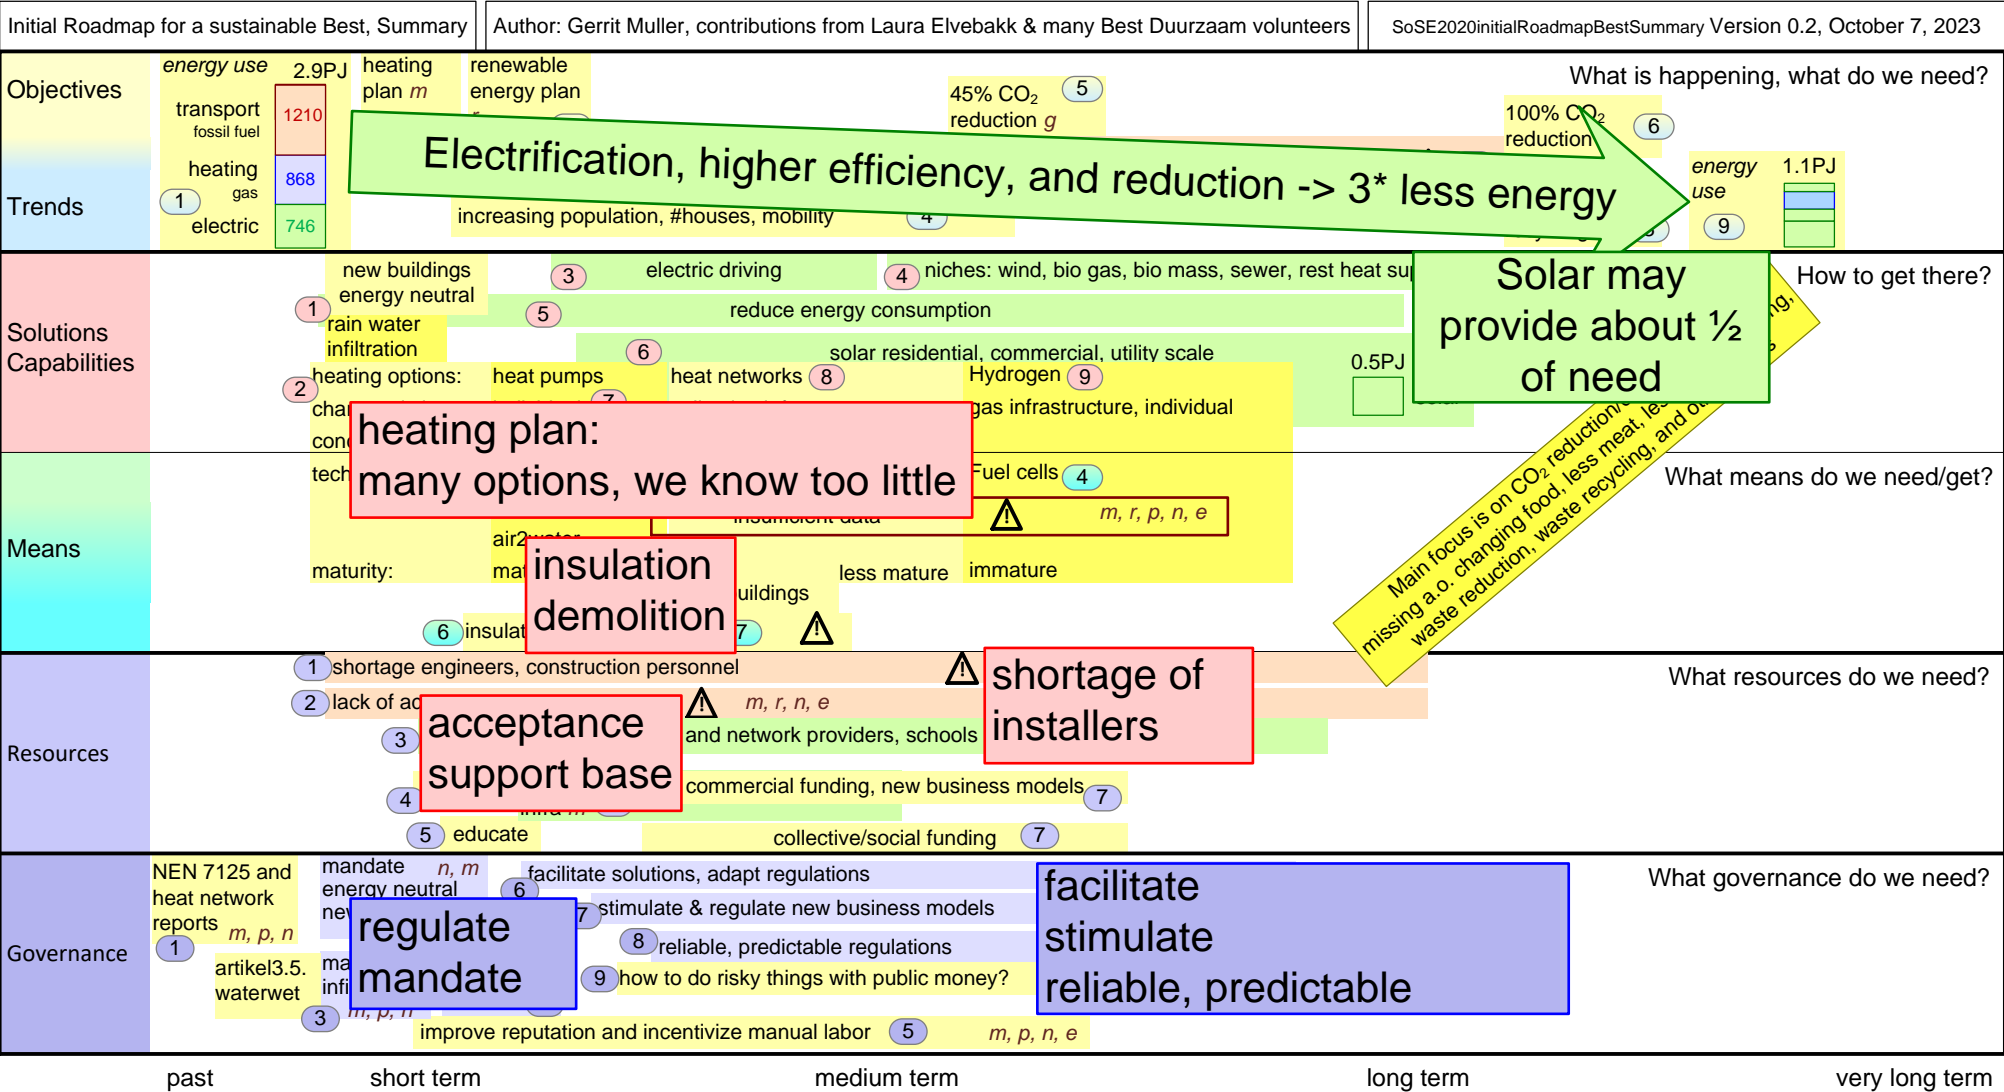 Initial Roadmap for a sustainable Best, Summary
Author: Gerrit Muller, contributions from Laura Elvebakk & many Best Duurzaam volunteers
SoSE2020initialRoadmapBestSummary Version 0.2, October 7, 2023
Objectives
Trends
What is happening, what do we need?
energy use 2.9PJ
transport
fossil fuel
1210
heating
gas
868
1
electric
746
heating
plan m
renewable
energy plan
45% CO2
reduction g
5
100% CO2
reduction
6
Electrification, higher efficiency, and reduction -> 3* less energy
increasing population, #houses, mobility
4
energy
use
1.1PJ
9
Solutions
Capabilities
How to get there?
new buildings
energy neutral
1
rain water
infiltration
3
electric driving
4
niches: wind, bio gas, bio mass, sewer, rest heat
5
reduce energy consumption
6
solar residential, commercial, utility scale
0.5PJ
Solar may
provide about ½
of need
2
heating options:
heat pumps
7
heat networks
8
Hydrogen
9
gas infrastructure, individual
heating plan:
many options, we know too little
Means
What means do we need/get?
Fuel cells
4
insufficient data
m, r, p, n, e
maturity:
less mature
immature
insulation
demolition
6
7
Main focus is on CO2 reduction/
missing a.o. changing food, less meat,
waste reduction, waste recycling, and
Resources
What resources do we need?
1
shortage engineers, construction personnel
shortage of
installers
2
lack of
m, r, n, e
acceptance
support base
3
and network providers, schools
4
commercial funding, new business models
7
5
educate
collective/social funding
7
Governance
What governance do we need?
NEN 7125 and
heat network
reports m, p, n
1
artikel3.5.
waterwet
3
mandate n, m
energy neutral
m, p, n
regulate
mandate
6
facilitate solutions, adapt regulations
7
stimulate & regulate new business models
8
reliable, predictable regulations
9
how to do risky things with public money?
improve reputation and incentivize manual labor
5
m, p, n, e
facilitate
stimulate
reliable, predictable
past
short term
medium term
long term
very long term